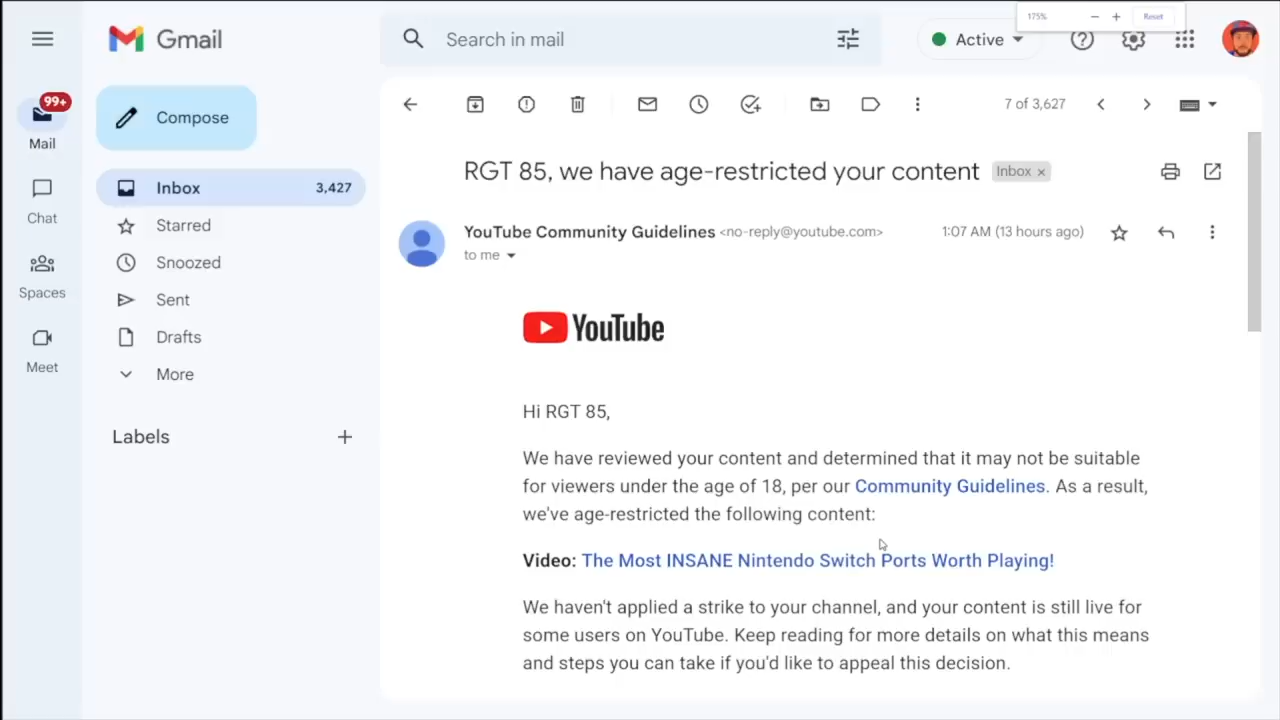 175%
Reset
Gmail
Search in mail
Active
99+
Mail
Compose
7 of 3,627
Inbox 3,427
RGT 85, we have age-restricted your content
Inbox ×
Chat
Starred
YouTube Community Guidelines <no-reply@youtube.com>
1:07 AM (13 hours ago)
to me
Snoozed
Spaces
Sent
YouTube
Drafts
Meet
More
Labels
Hi RGT 85,
We have reviewed your content and determined that it may not be suitable
for viewers under the age of 18, per our Community Guidelines. As a result,
we've age-restricted the following content:
Video: The Most INSANE Nintendo Switch Ports Worth Playing!
We haven't applied a strike to your channel, and your content is still live for
some users on YouTube. Keep reading for more details on what this means
and steps you can take if you'd like to appeal this decision.